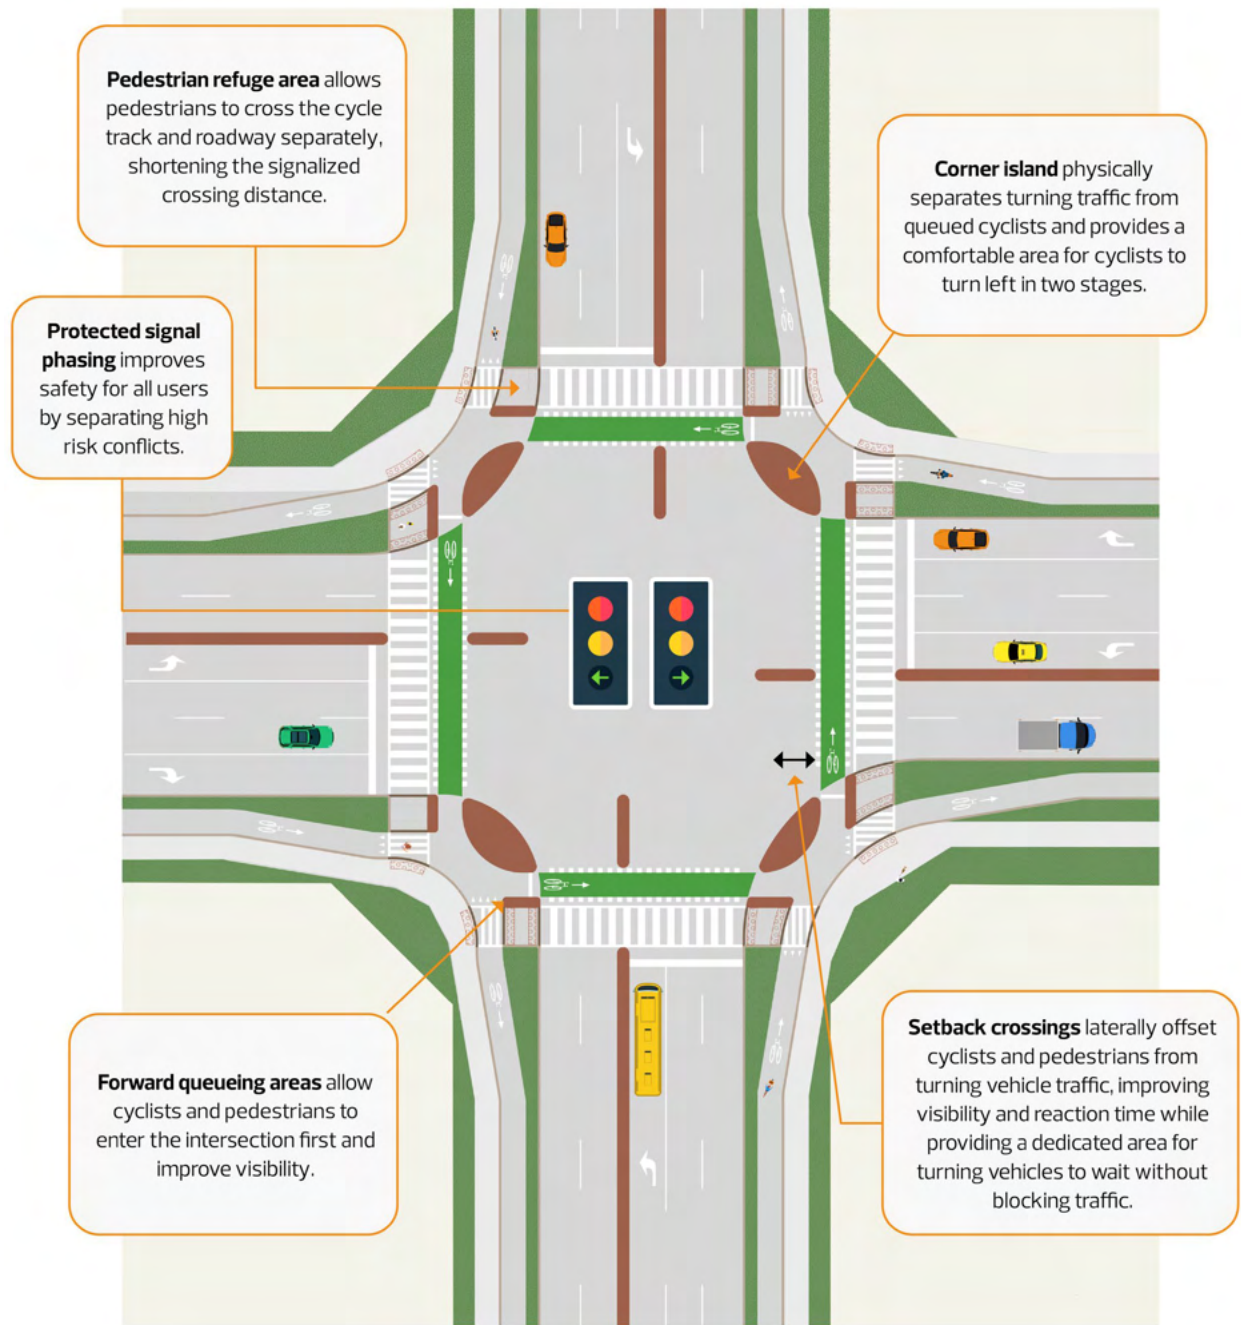 Pedestrian refuge area allows
pedestrians to cross the cycle
track and roadway separately,
shortening the signalized
crossing distance.
Corner island physically
separates turning traffic from
queued cyclists and provides a
comfortable area for cyclists to
turn left in two stages.
Protected signal
phasing improves
safety for all users
by separating high
risk conflicts.
Forward queueing areas allow
cyclists and pedestrians to
enter the intersection first and
improve visibility.
Setback crossings laterally offset
cyclists and pedestrians from
turning vehicle traffic, improving
visibility and reaction time while
providing a dedicated area for
turning vehicles to wait without
blocking traffic.